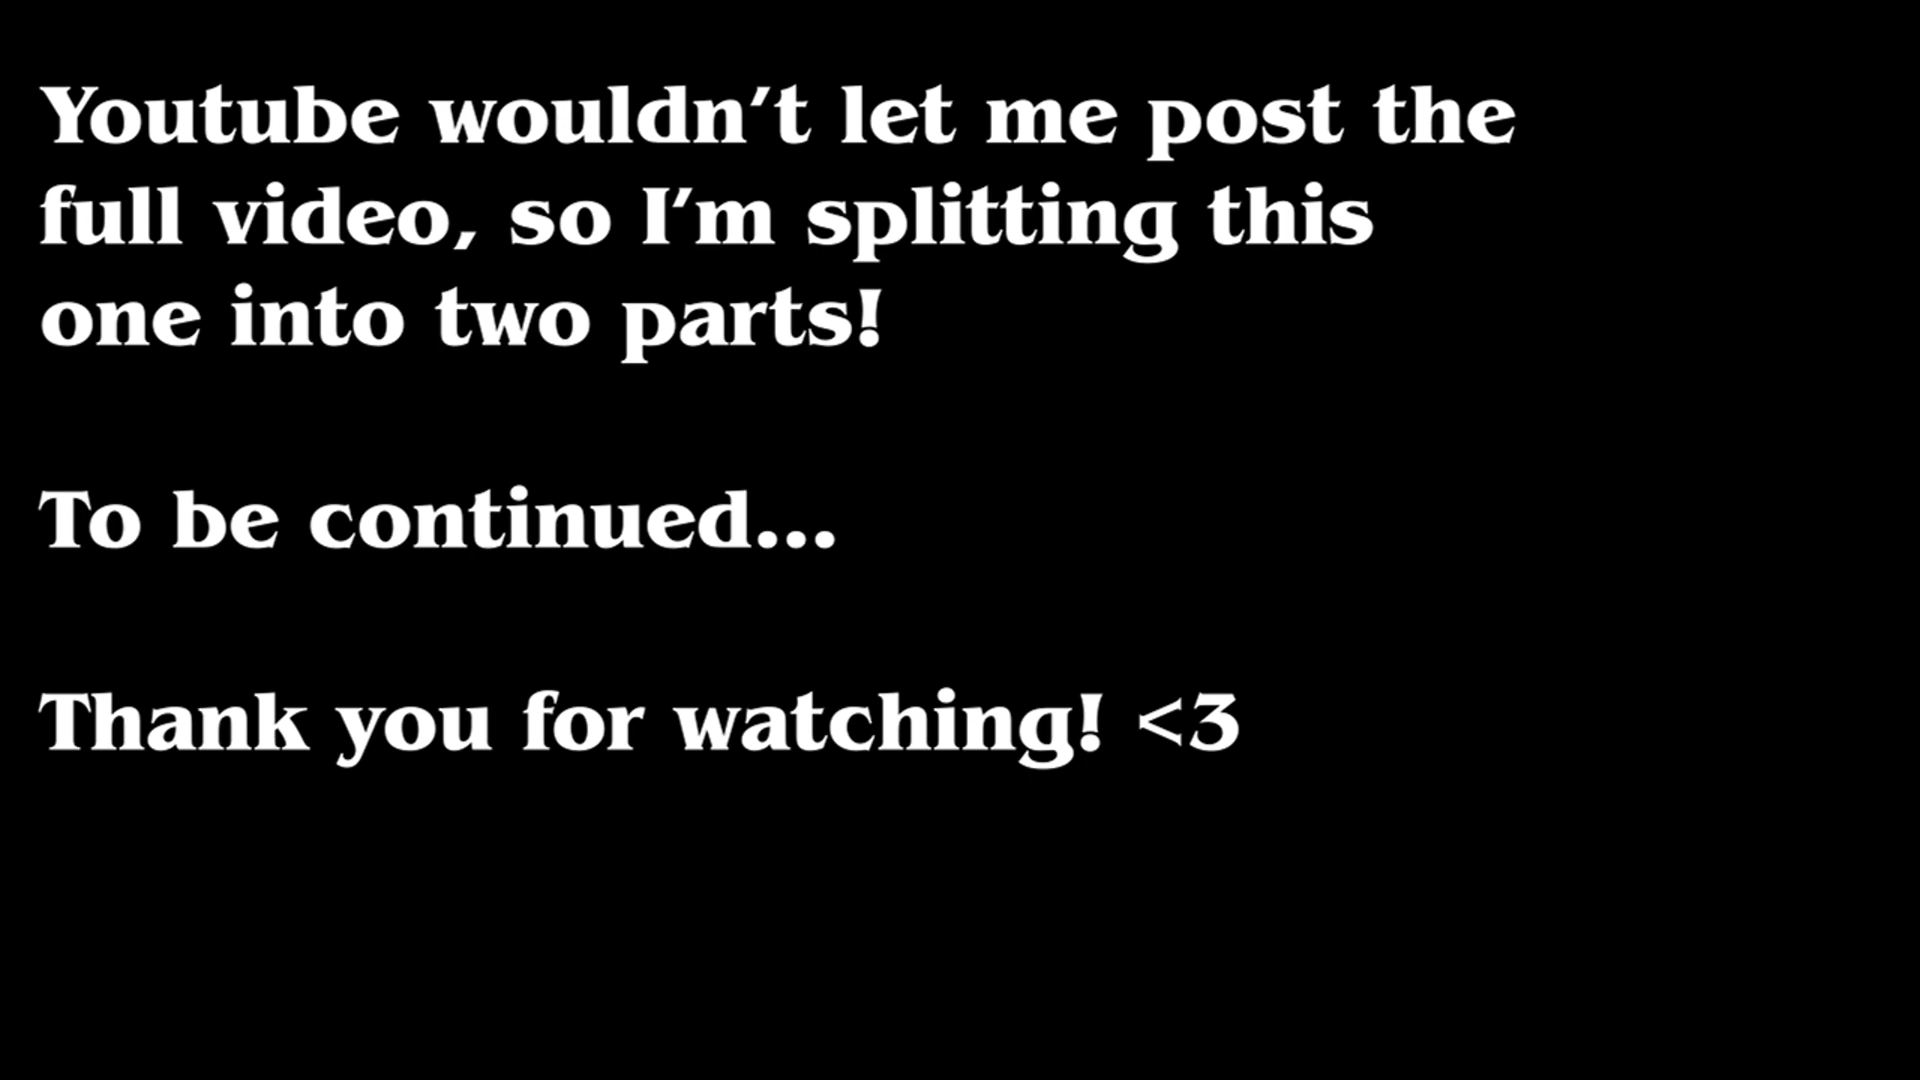 Youtube wouldn’t let me post the
full video, so I’m splitting this
one into two parts!
To be continued...
Thank you for watching! <3